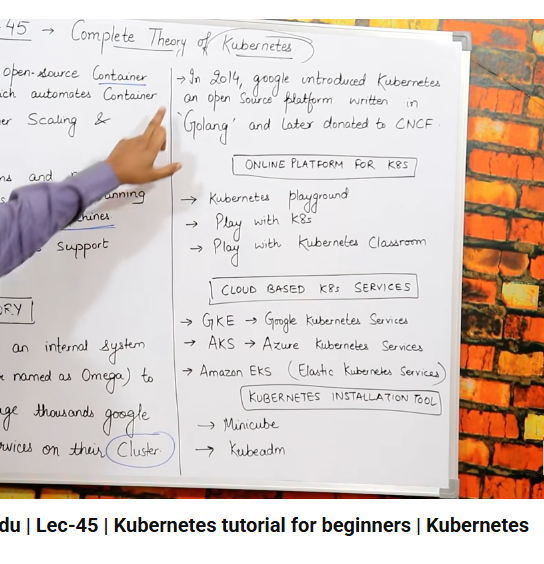 45 → Complete Theory of Kubernetes
open-source Container
ch automates Container
er Scaling &
ns and
unning
hines
support
ORY
an internal system
named as Omega) to
ge thousands google
rvices on their Cluster.
→ In 2014, google introduced Kubernetes
an open source platform written in
'Golang' and later donated to CNCF.
ONLINE PLATFORM FOR K8S
→ Kubernetes playground
→ Play with K8s
→ Play with Kubernetes Classroom
CLOUD BASED K8s SERVICES
→ GKE → Google Kubernetes Services
→ AKS → Azure Kubernetes Services
→ Amazon EKS (Elastic Kubernetes Services)
KUBERNETES INSTALLATION TOOL
→ Minicube
→ Kubeadm
du | Lec-45 | Kubernetes tutorial for beginners | Kubernetes